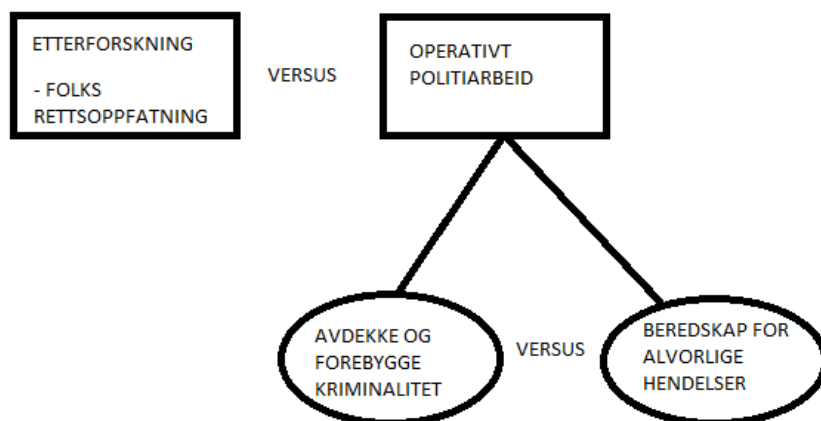 ETTERFORSKNING
- FOLKS
RETTSOPPFATNING
VERSUS
OPERATIVT
POLITIARBEID
AVDEKKE OG
FOREBYGGE
KRIMINALITET
VERSUS
BEREDSKAP FOR
ALVORLIGE
HENDELSER